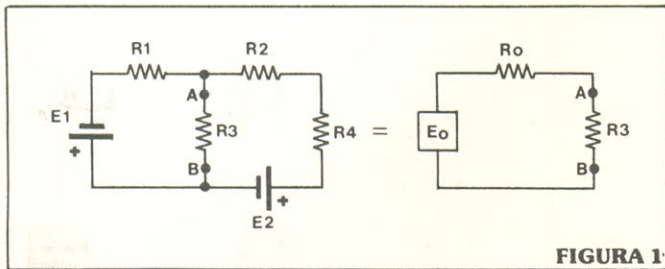 R1 R2 Ro
A A
E1 R3 R4 = Eo R3
+ B B
E2 +
FIGURA 1